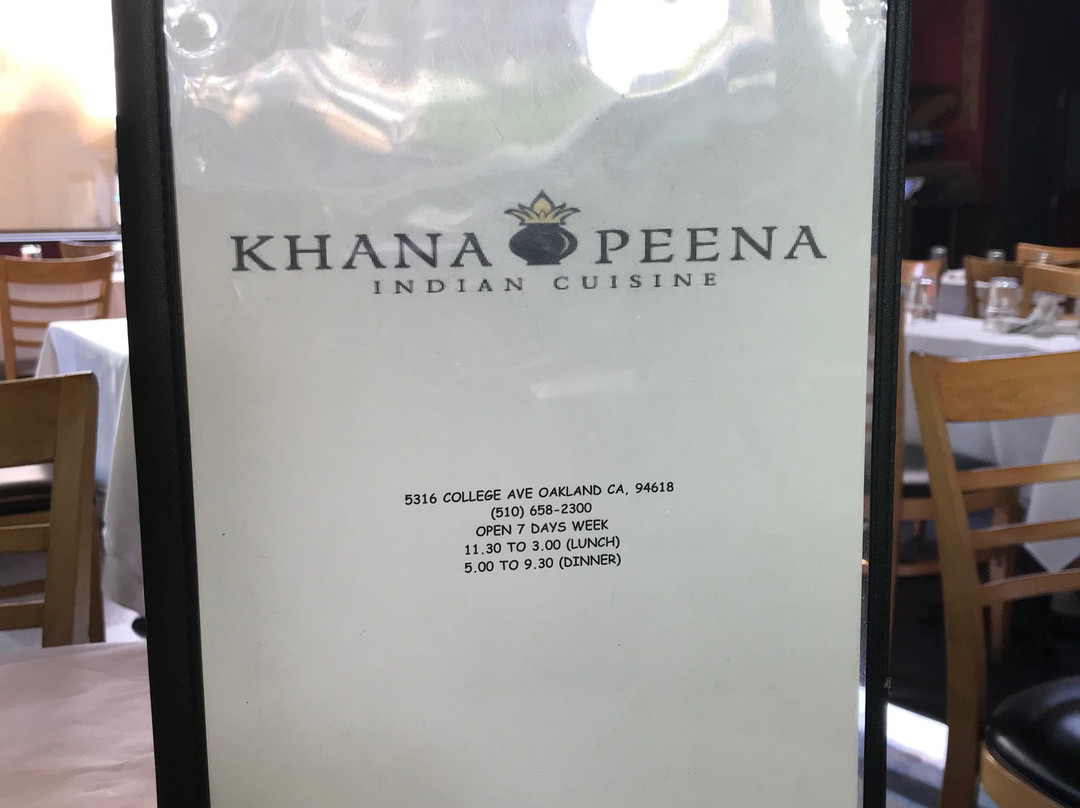 KHANA PEENA
INDIAN CUISINE
5316 COLLEGE AVE OAKLAND CA, 94618
(510) 658-2300
OPEN 7 DAYS WEEK
11.30 TO 3.00 (LUNCH)
5.00 TO 9.30 (DINNER)